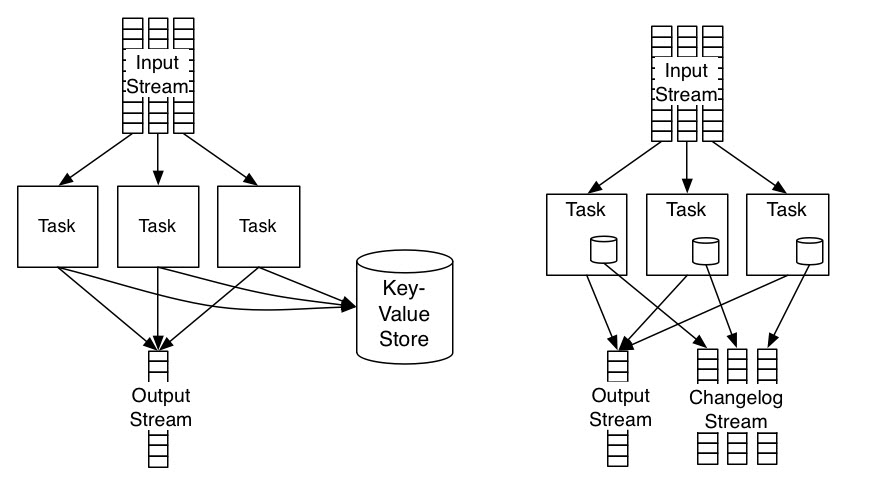 Input
Stream
Task
Task
Task
Key-
Value
Store
Output
Stream
Input
Stream
Task
Task
Task
Output
Stream
Changelog
Stream